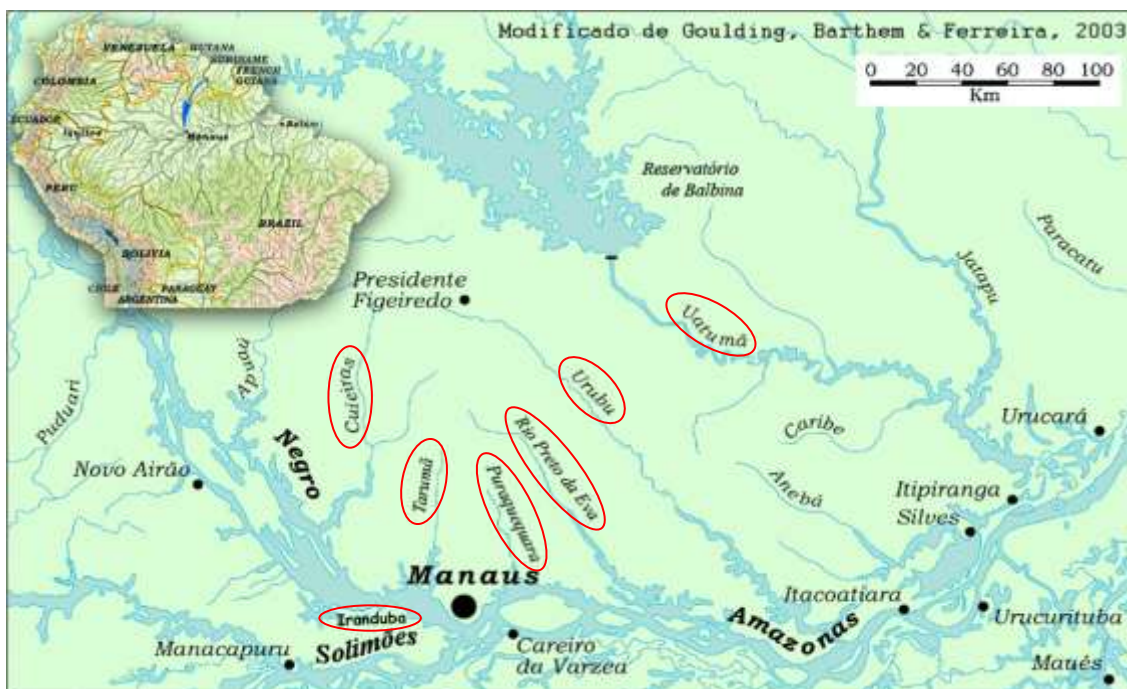 Modificado de Goulding, Barthem & Ferreira, 2003
0 20 40 60 80 100
Km
VENEZUELA
GUYANA
SURINAME
FRENCH
GUIANA
COLOMBIA
ECUADOR
Iquitos
Manaus
Belem
PERU
BRAZIL
BOLIVIA
CHILE
PARAGUAY
ARGENTINA
Reservatório
de Balbina
Paracatu
Jatapu
Presidente
Figeiredo
Uatumã
Apuaú
Cuieiras
Urubu
Puduari
Caribe
Urucará
Negro
Rio Preto da Eva
Novo Airão
Tarumã
Puraquequara
Anebá
Itipiranga
Silves
Manaus
Iranduba
Itacoatiara
Amazonas
Urucurituba
Solimões
Manacapuru
Careiro
da Varzea
Maués